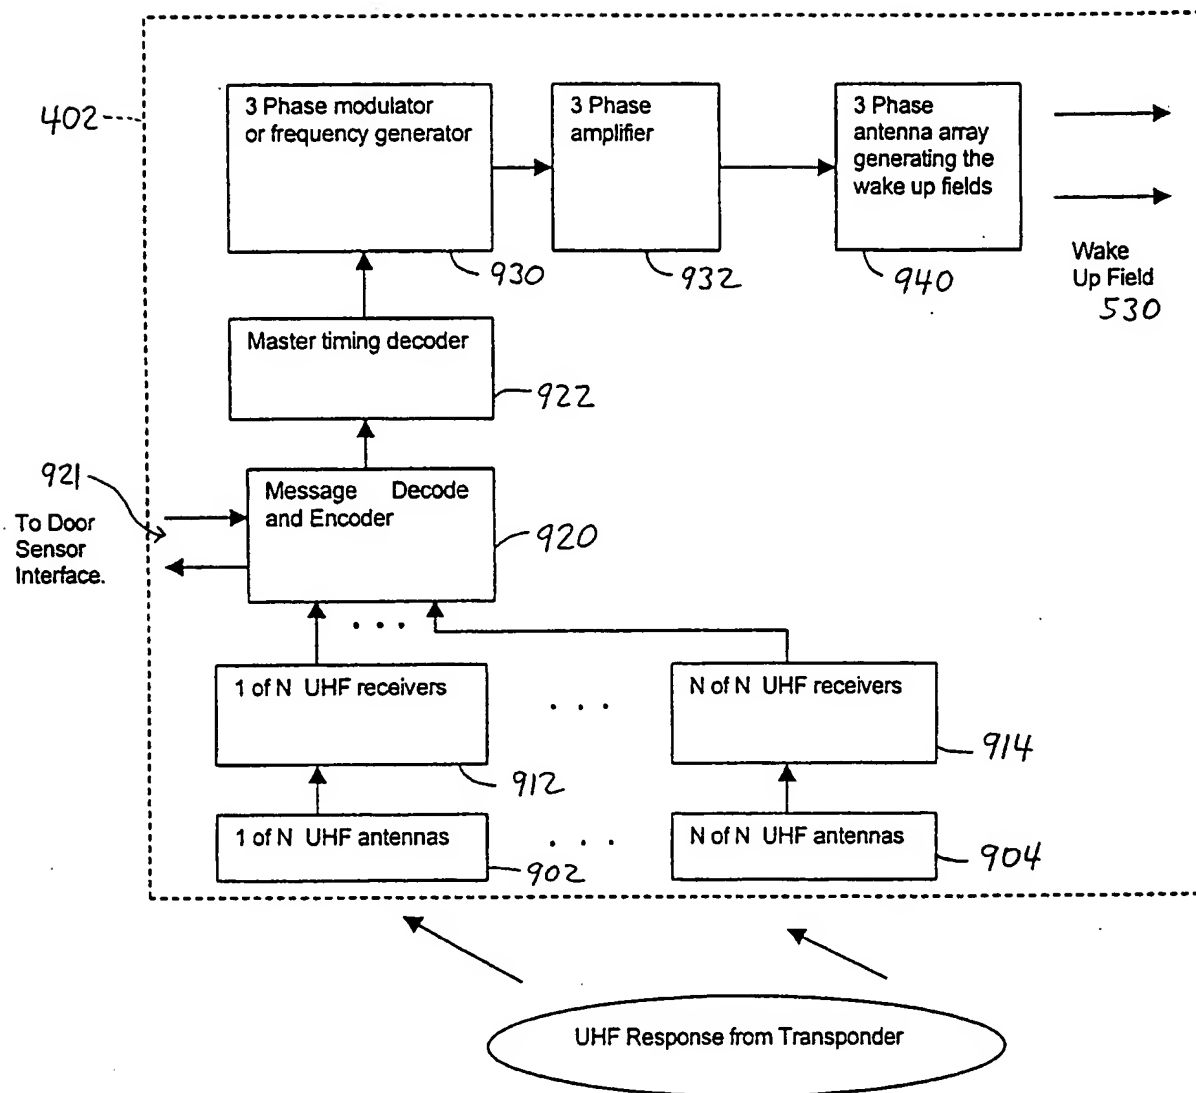 402
3 Phase modulator
or frequency generator
930
3 Phase
amplifier
932
3 Phase
antenna array
generating the
wake up fields
940
Wake
Up Field
530
Master timing decoder
922
921
To Door
Sensor
Interface.
Message Decode
and Encoder
920
1 of N UHF receivers
912
N of N UHF receivers
914
1 of N UHF antennas
902
N of N UHF antennas
904
UHF Response from Transponder